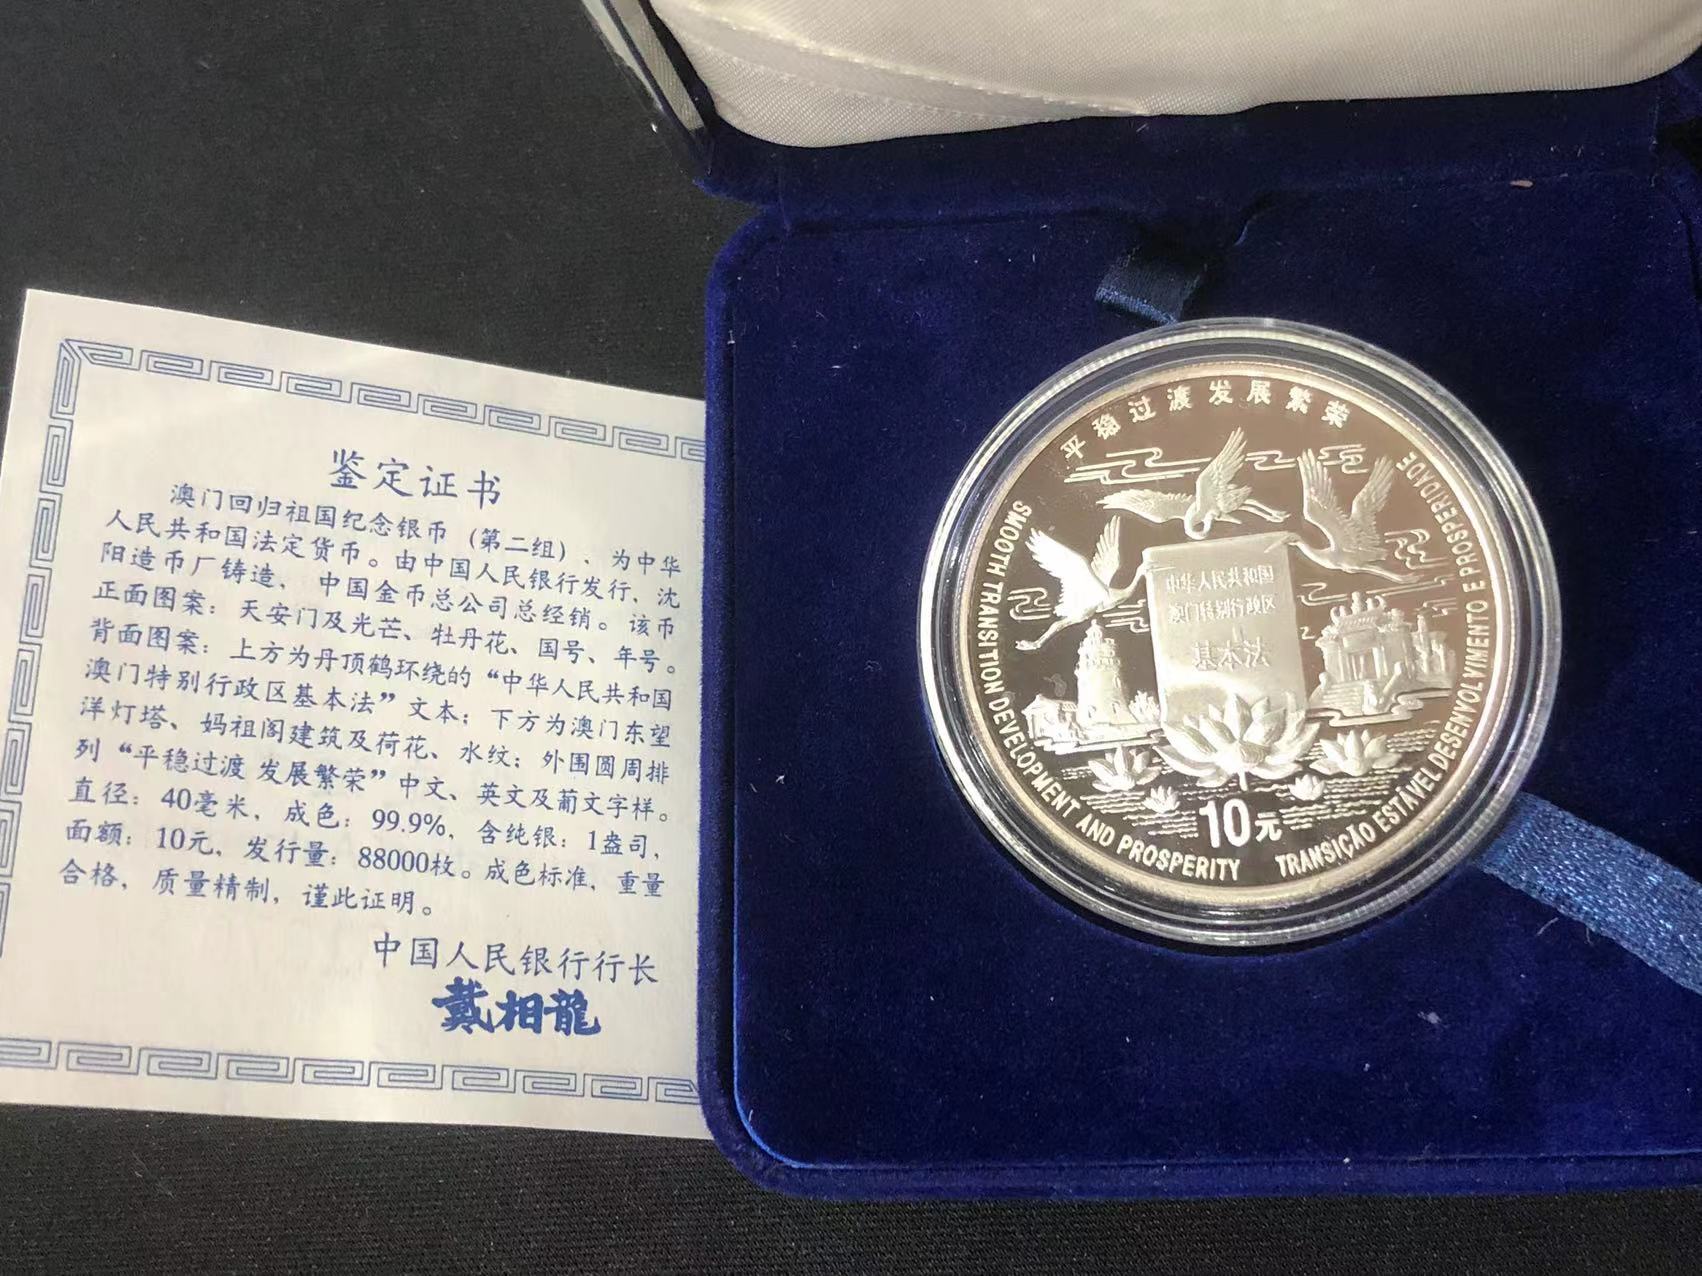 鉴定证书
澳门回归祖国纪念银币（第二组）、为中华
人民共和国法定货币。由中国人民银行发行、沈
阳造币厂铸造、中国金币总公司总经销。该币
正面图案：天安门及光芒、牡丹花、国号、年号。
背面图案：上方为丹顶鹤环绕的“中华人民共和国
澳门特别行政区基本法”文本；下方为澳门东望
洋灯塔、妈祖阁建筑及荷花、水纹；外围圆周排
列“平稳过渡 发展繁荣”中文、英文及葡文字样。
直径：40毫米，成色：99.9%，含纯银：1盎司，
面额：10元，发行量：88000枚。成色标准，重量
合格，质量精制，谨此证明。
中国人民银行行长
戴相龍
平稳过渡发展繁荣
中华人民共和国
澳门特别行政区
基本法
10元
SMOOTH TRANSITION DEVELOPMENT AND PROSPERITY
TRANSIÇÃO ESTÁVEL DESENVOLVIMENTO E PROSPERIDADE